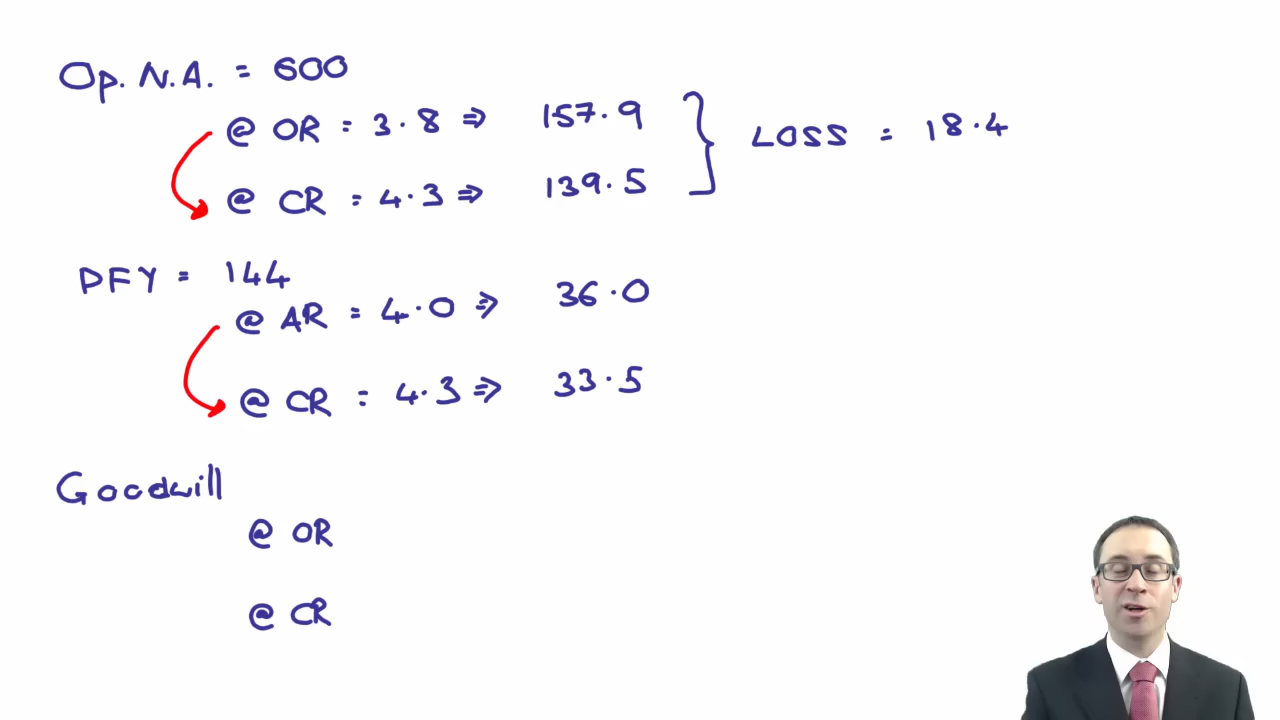 Op. N.A. = 600
@ OR = 3.8 ⇒ 157.9
LOSS = 18.4
@ CR = 4.3 ⇒ 139.5
PFY = 144
@ AR = 4.0 ⇒ 36.0
@ CR = 4.3 ⇒ 33.5
Goodwill
@ OR
@ CR